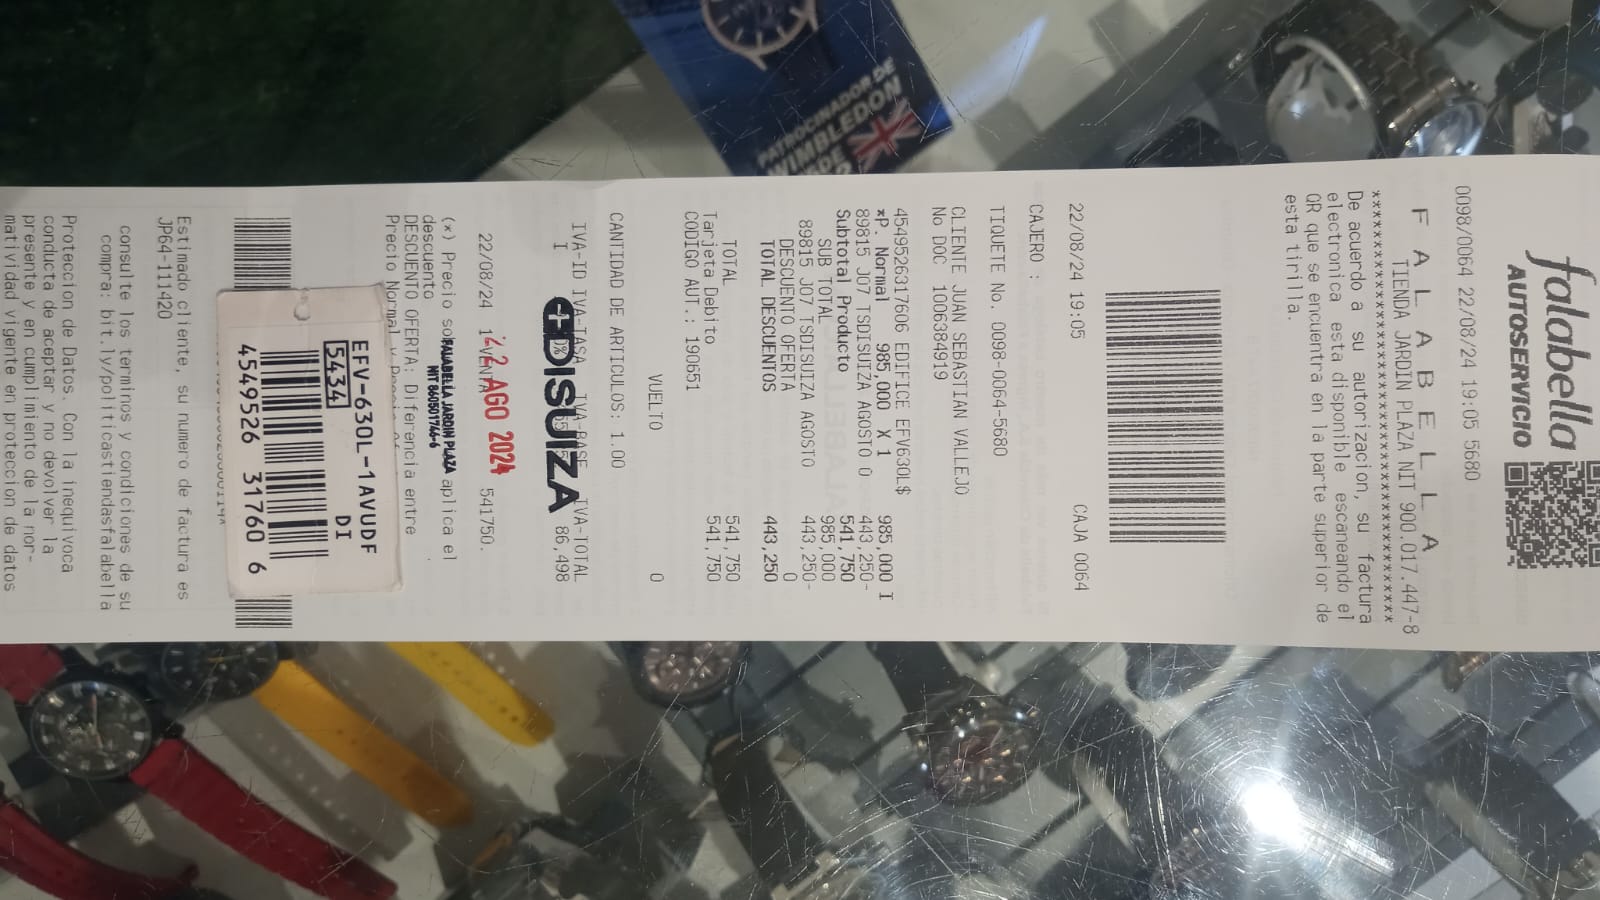 falabella
AUTOSERVICIO
0098/0064 22/08/24 19:05 5680
F A L A B E L L A
TIENDA JARDIN PLAZA NIT 900.017.447-8
De acuerdo a su autorizacion, su factura
electronica esta disponible escaneando el
QR que se encuentra en la parte superior de
esta tirilla.
22/08/24 19:05 CAJA 0064
CAJERO :
TIQUETE No. 0098-0064-5680
CLIENTE JUAN SEBASTIAN VALLEJO
No DOC 1006384919
4549526317606 EDIFICE EFV630L$ 985,000 I
89815 J07 TSDISUIZA AGOSTO 0 443,250-
*P. Normal 985,000 X 1
Subtotal Producto 541,750
SUB TOTAL 985,000
89815 J07 TSDISUIZA AGOSTO 443,250-
DESCUENTO OFERTA 0
TOTAL DESCUENTOS 443,250
TOTAL 541,750
Tarjeta Debito 541,750
CODIGO AUT.: 190651
VUELTO 0
CANTIDAD DE ARTICULOS: 1.00
IVA-ID IVA-TASA IVA-BASE IVA-TOTAL
I 86,498
DISUIZA
22/08/24 VENTA 541750.
22 AGO 2024
FALABELLA JARDIN PLAZA
NIT 860501746-6
(*) Precio aplica el
descuento
DESCUENTO OFERTA: Diferencia entre
Precio Normal y
EFV-630L-1AVUDF
5434 DI
4549526 31760 6
Estimado cliente, su numero de factura es
JP64-111420
consulte los terminos y condiciones de su
compra: bit.ly/politicastiendasfalabella
Proteccion de Datos. Con la inequivoca
conducta de aceptar y no devolver la
presente y en cumplimiento de la nor-
matividad vigente en proteccion de datos
PATROCINADOR DE
WIMBLEDON